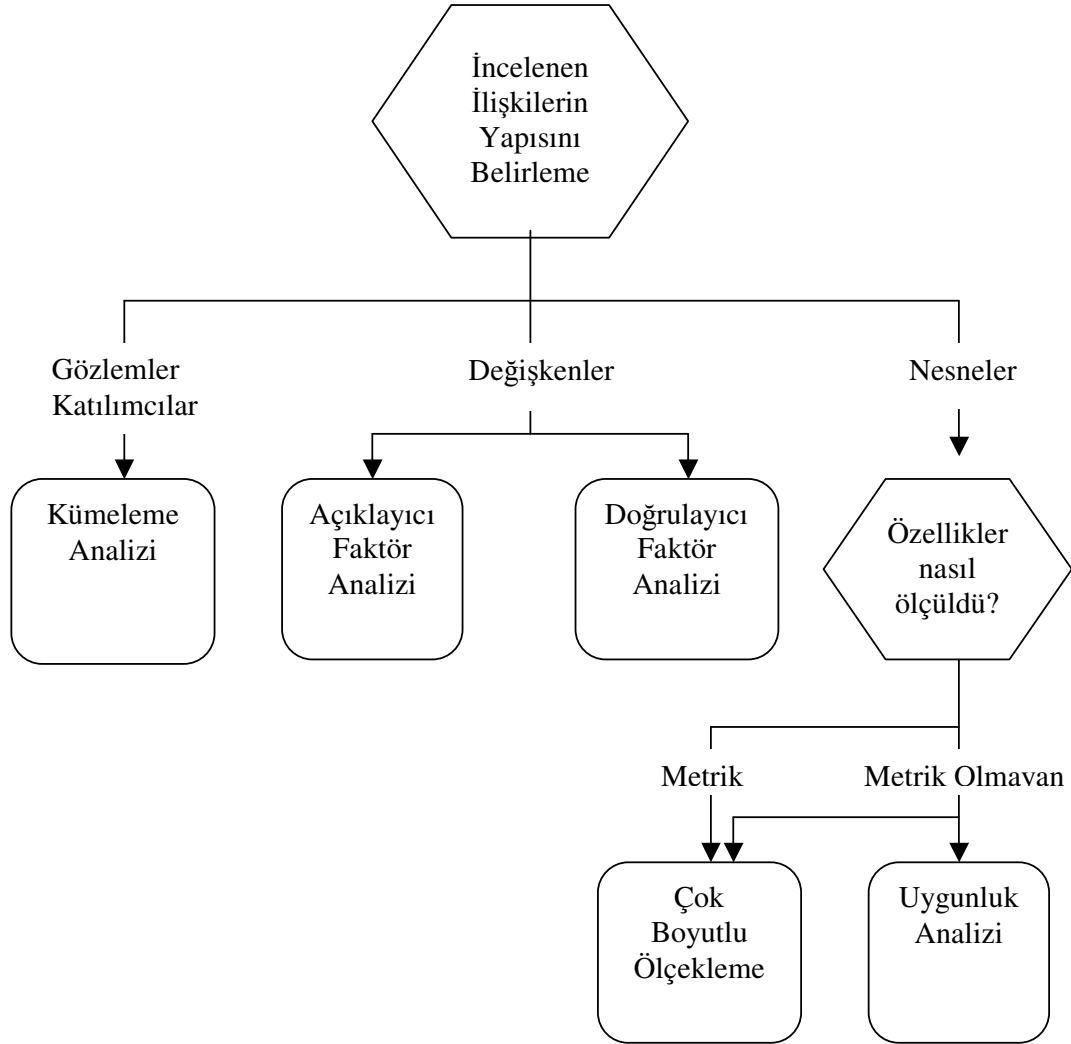 İncelenen
İlişkilerin
Yapısını
Belirleme
Gözlemler
Katılımcılar
Değişkenler
Nesneler
Kümeleme
Analizi
Açıklayıcı
Faktör
Analizi
Doğrulayıcı
Faktör
Analizi
Özellikler
nasıl
ölçüldü?
Metrik
Metrik Olmavan
Çok
Boyutlu
Ölçekleme
Uygunluk
Analizi